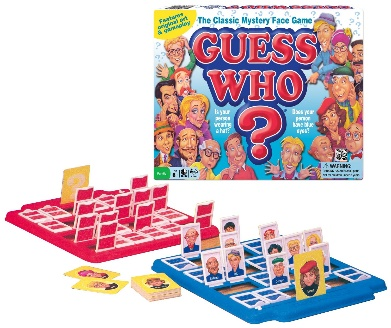 Features
original art
& gameplay
The Classic Mystery Face Game
GUESS
WHO
?
Is your
person
wearing
a hat?
Does your
person
have blue
eyes?
WARNING